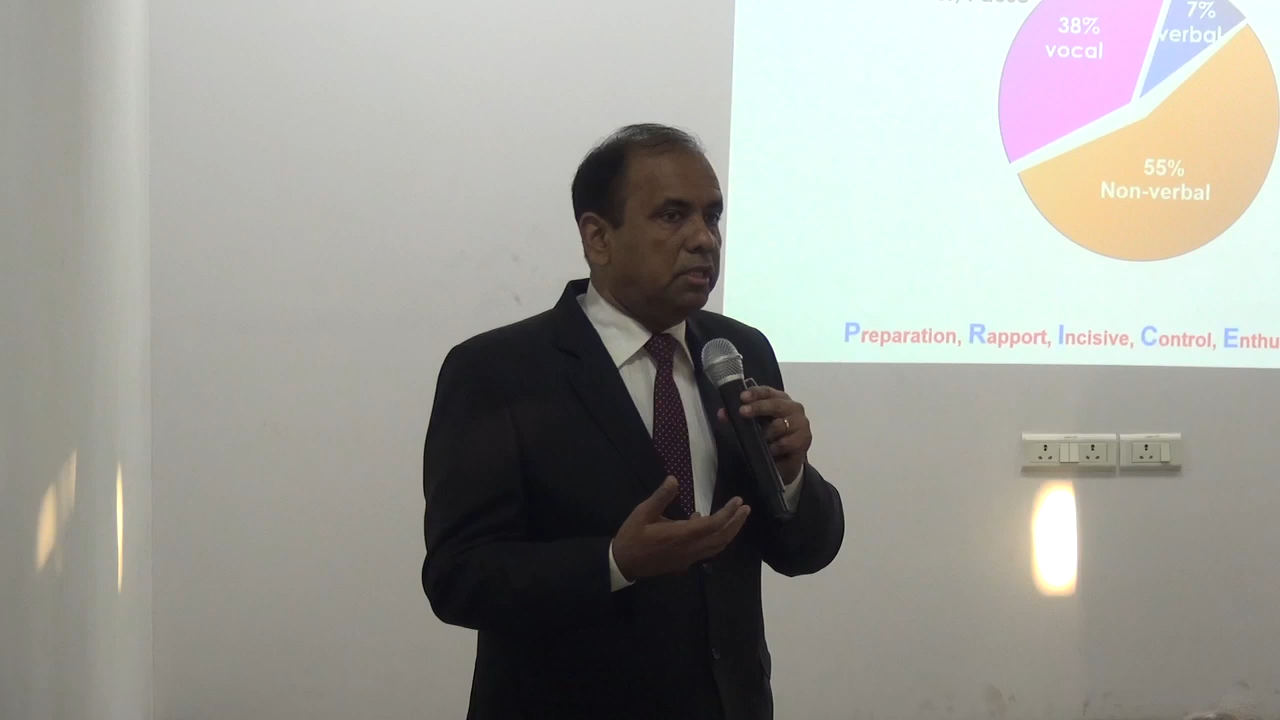 38%
vocal
7%
verbal
55%
Non-verbal
Preparation, Rapport, Incisive, Control, Enthu